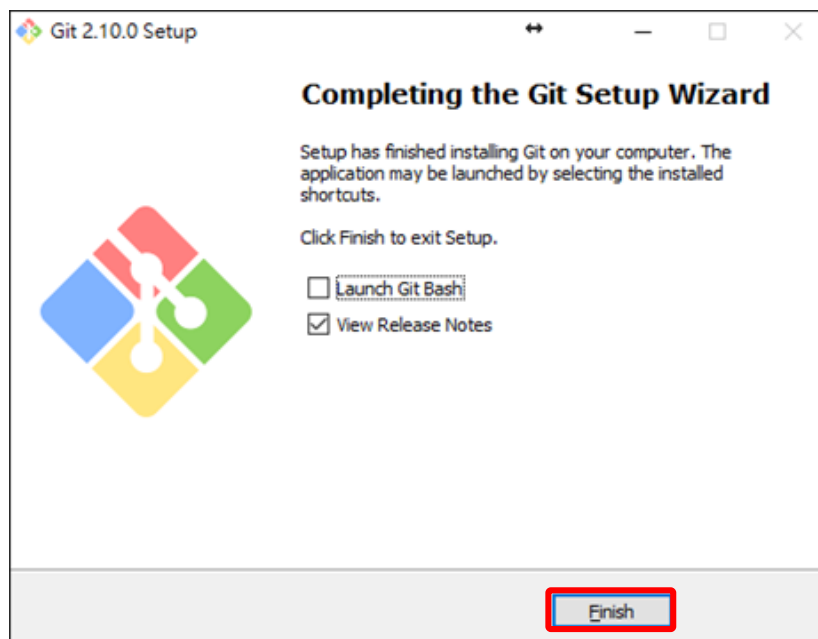 Git 2.10.0 Setup
Completing the Git Setup Wizard
Setup has finished installing Git on your computer. The
application may be launched by selecting the installed
shortcuts.
Click Finish to exit Setup.
Launch Git Bash
View Release Notes
Finish